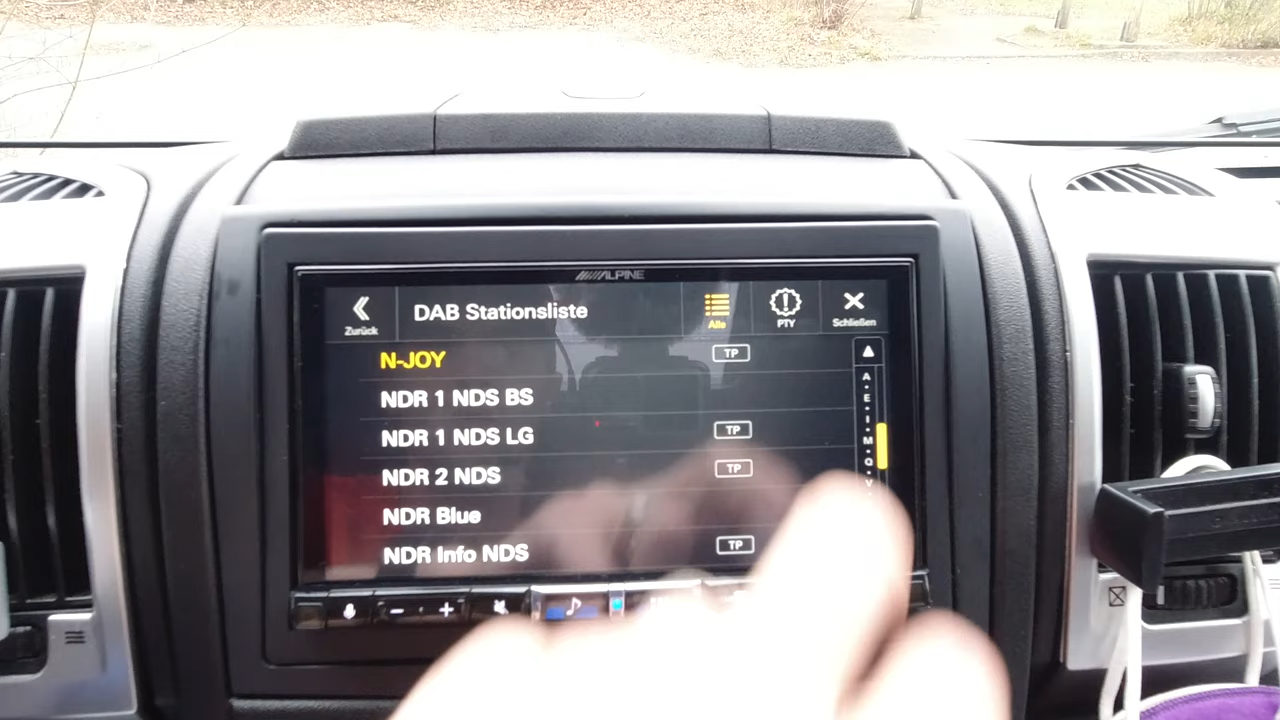 ALPINE
Zurück
DAB Stationsliste
Alle
PTY
Schließen
N-JOY TP
NDR 1 NDS BS
NDR 1 NDS LG TP
NDR 2 NDS TP
NDR Blue
NDR Info NDS TP
A
E
I
M
Q
V